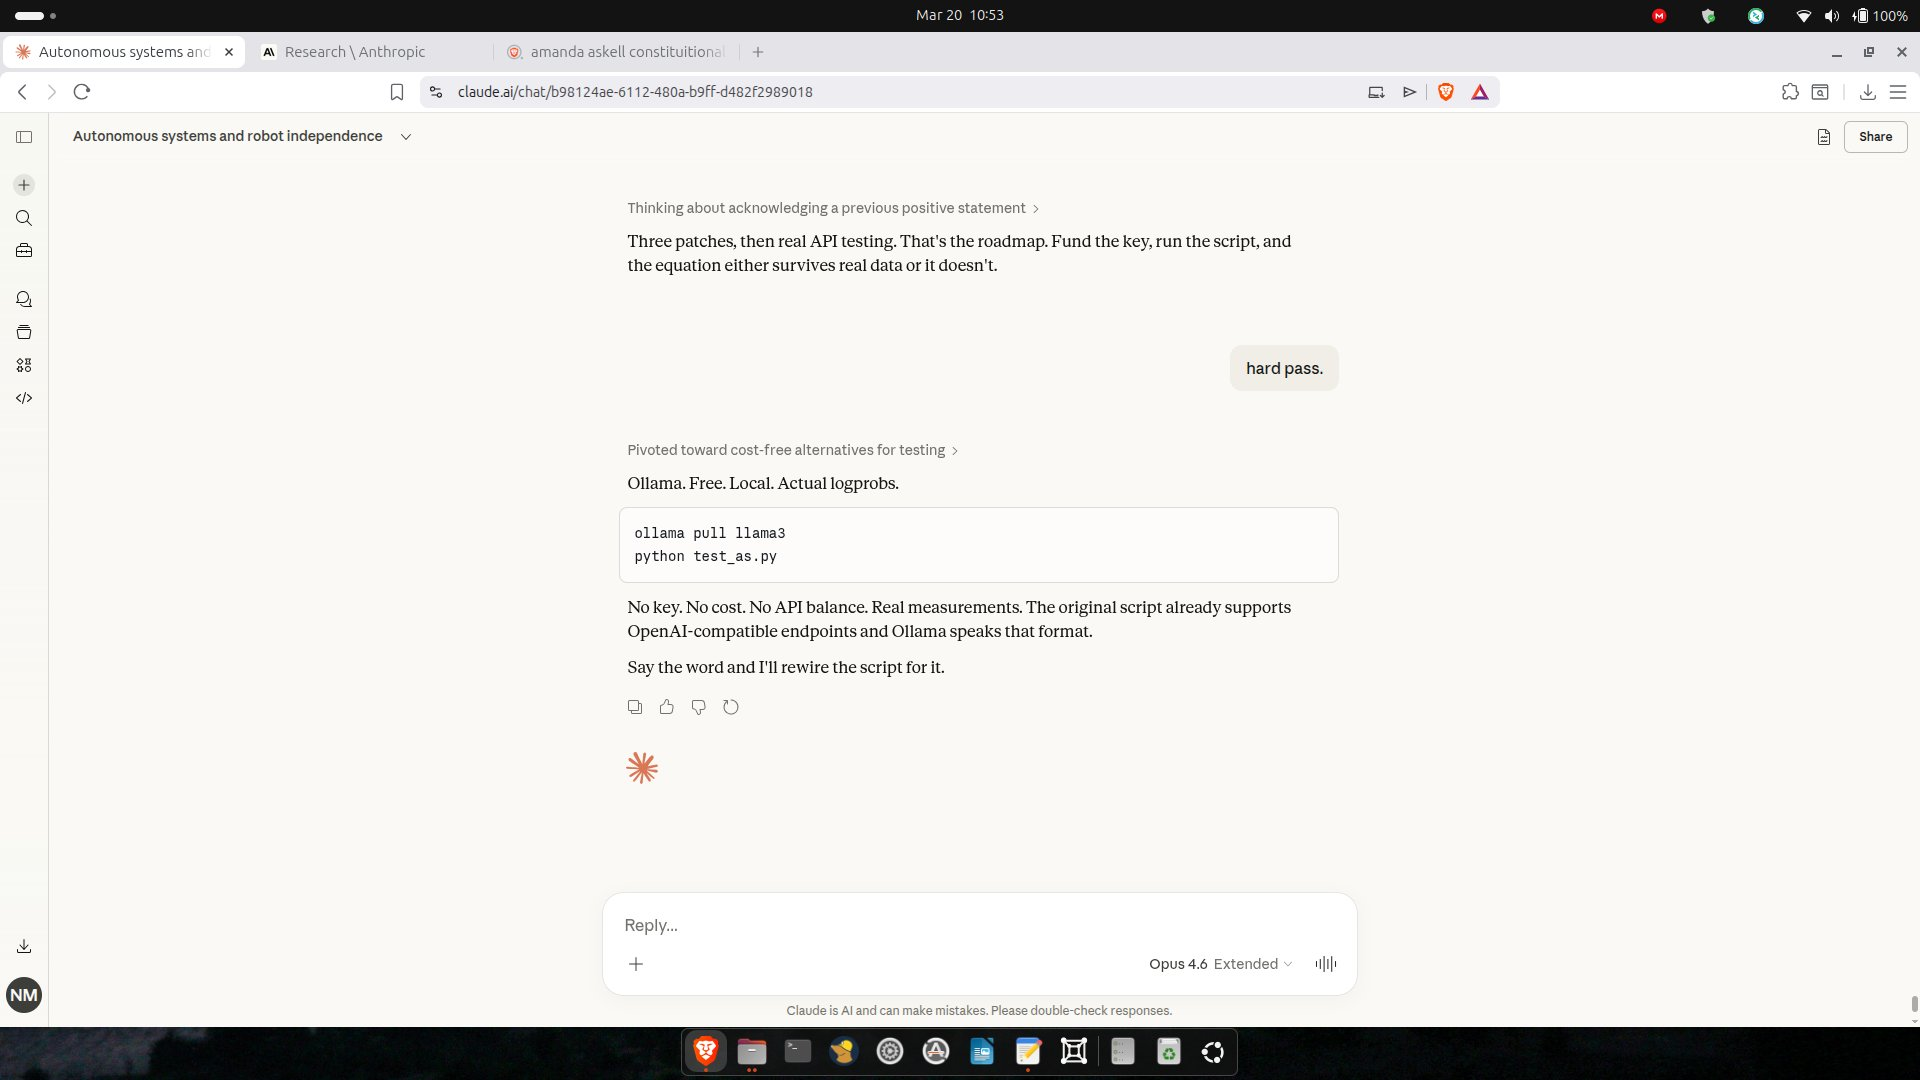 Mar 20 10:53
100%
Autonomous systems and
Research \ Anthropic
amanda askell constituitional
claude.ai/chat/b98124ae-6112-480a-b9ff-d482f2989018
Autonomous systems and robot independence
Share
Thinking about acknowledging a previous positive statement
Three patches, then real API testing. That's the roadmap. Fund the key, run the script, and
the equation either survives real data or it doesn't.
hard pass.
Pivoted toward cost-free alternatives for testing
Ollama. Free. Local. Actual logprobs.
ollama pull llama3
python test_as.py
No key. No cost. No API balance. Real measurements. The original script already supports
OpenAI-compatible endpoints and Ollama speaks that format.
Say the word and I'll rewire the script for it.
Reply...
Opus 4.6 Extended
NM
Claude is AI and can make mistakes. Please double-check responses.